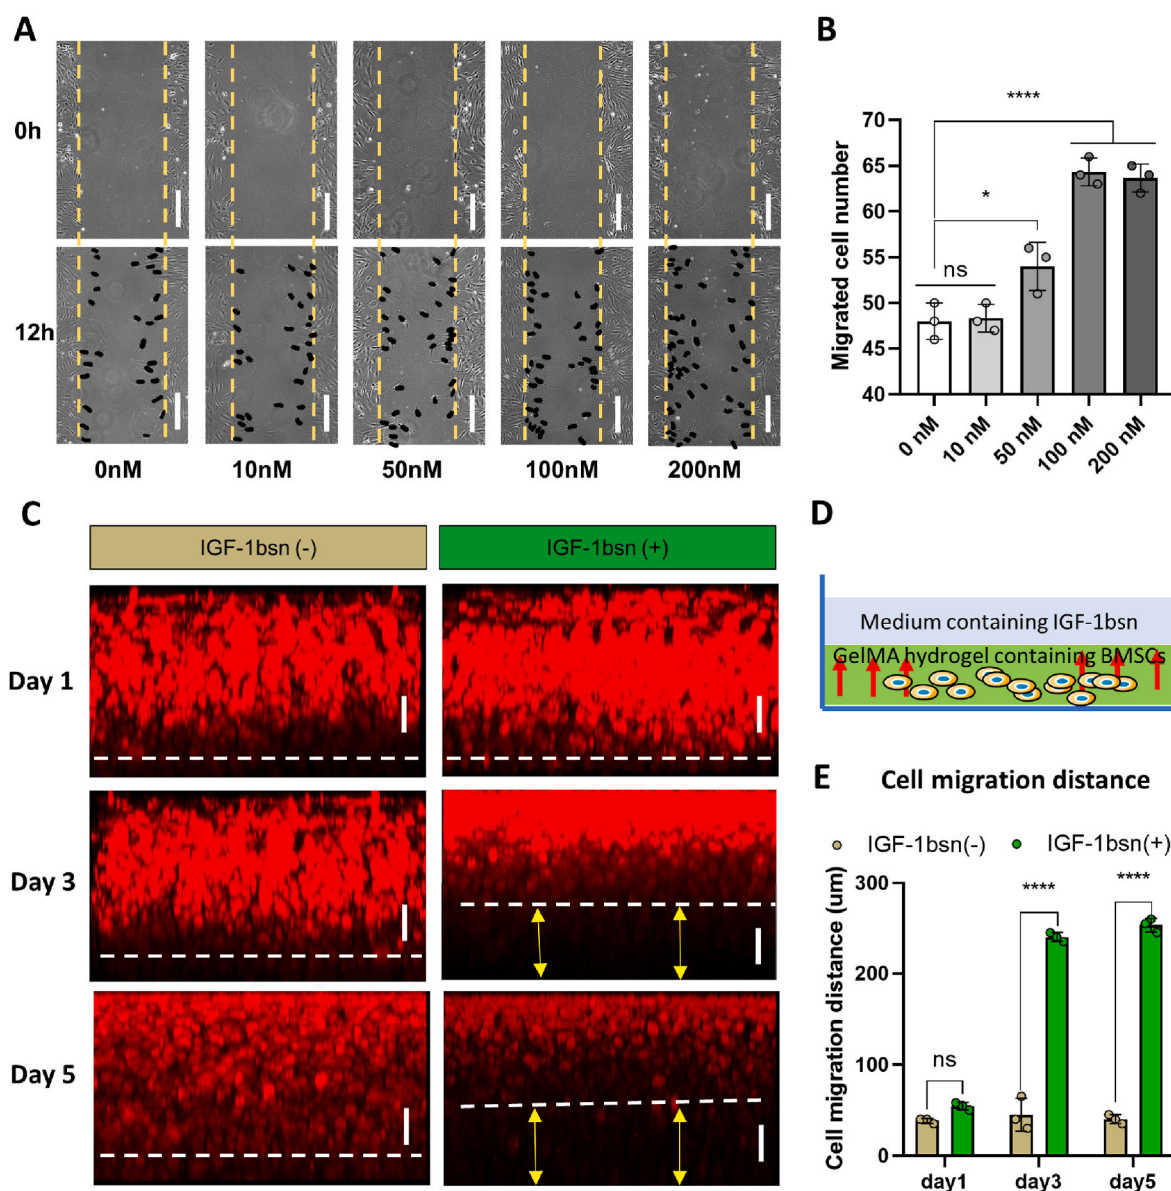 A
0h
12h
0nM
10nM
50nM
100nM
200nM
B
****
*
ns
Migrated cell number
70
65
60
55
50
45
40
0 nM
10 nM
50 nM
100 nM
200 nM
C
IGF-1bsn (-)
IGF-1bsn (+)
Day 1
Day 3
Day 5
D
Medium containing IGF-1bsn
GelMA hydrogel containing BMSCs
E
Cell migration distance
IGF-1bsn(-)
IGF-1bsn(+)
Cell migration distance (um)
300
200
100
0
ns
****
****
day1
day3
day5